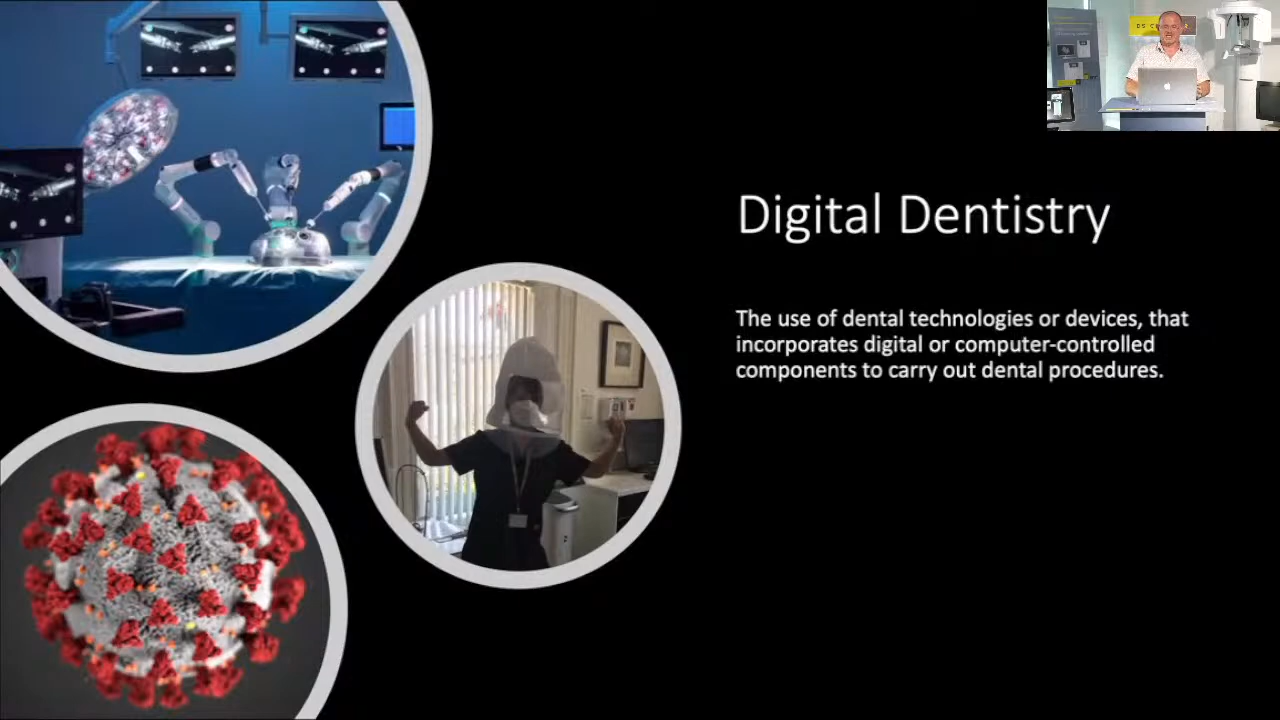 Digital Dentistry
The use of dental technologies or devices, that
incorporates digital or computer-controlled
components to carry out dental procedures.